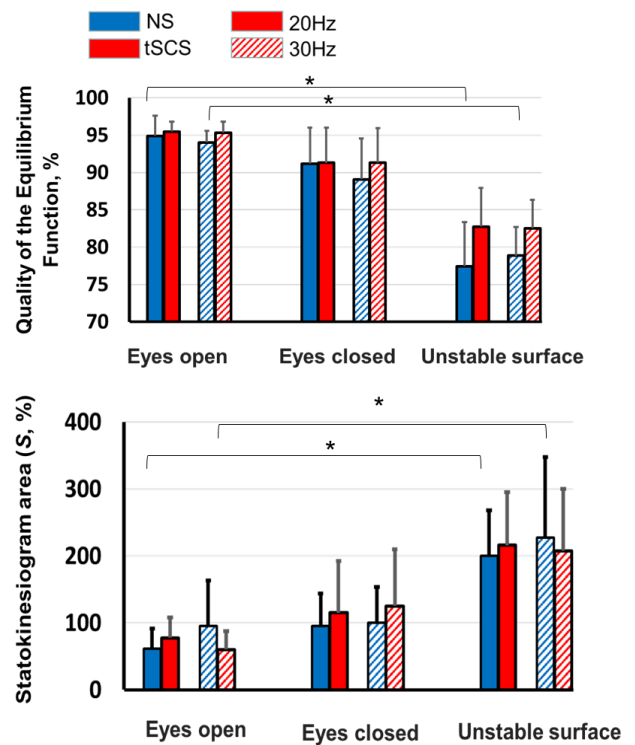 NS
20Hz
tSCS
30Hz
Quality of the Equilibrium
Function, %
*
*
100
95
90
85
80
75
70
Eyes open
Eyes closed
Unstable surface
Statokinesiogram area (S, %)
*
*
400
300
200
100
0
Eyes open
Eyes closed
Unstable surface